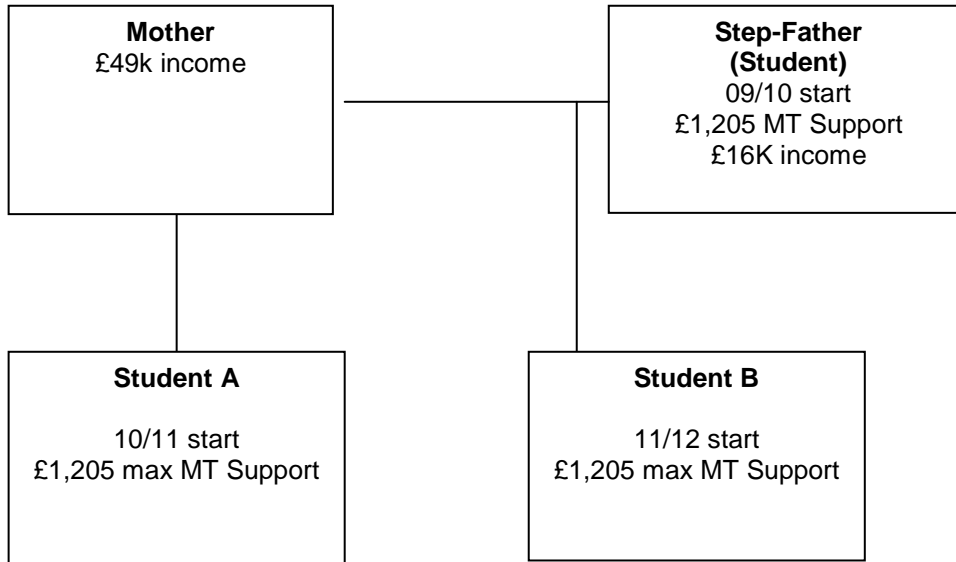 Mother
£49k income
Step-Father
(Student)
09/10 start
£1,205 MT Support
£16K income
Student A
10/11 start
£1,205 max MT Support
Student B
11/12 start
£1,205 max MT Support